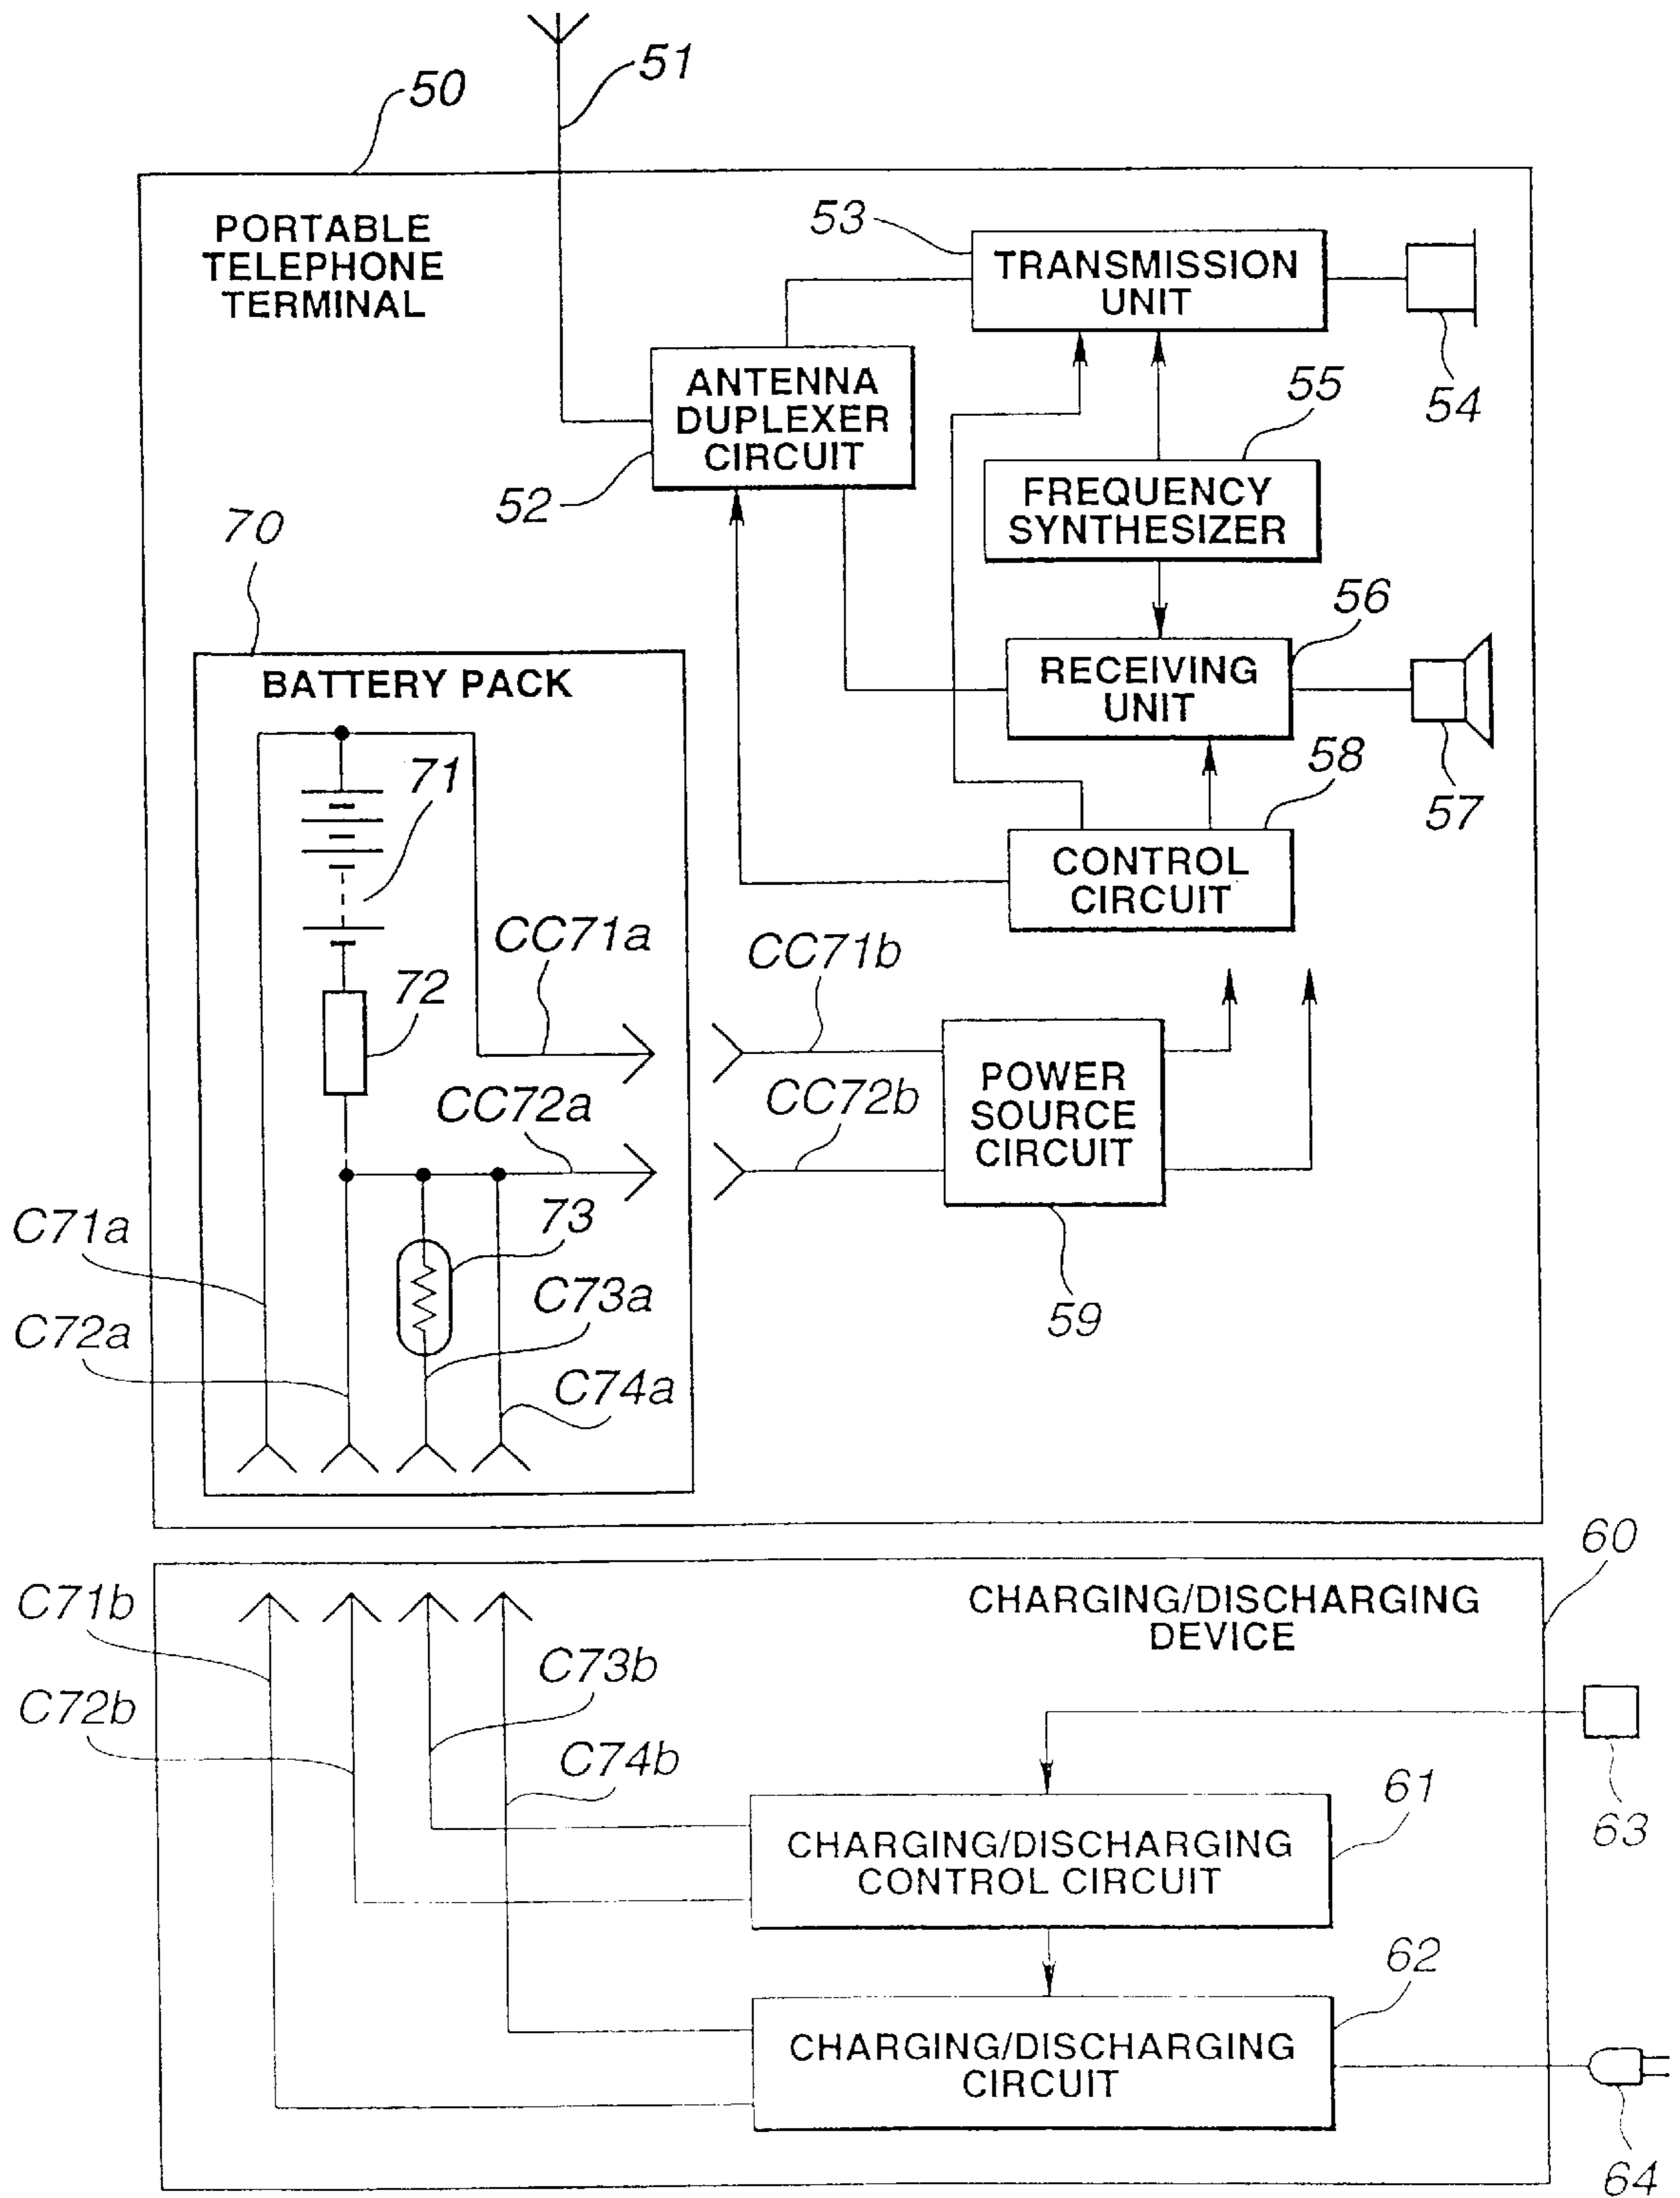 51
50
PORTABLE
TELEPHONE
TERMINAL
53
TRANSMISSION
UNIT
54
ANTENNA
DUPLEXER
CIRCUIT
52
55
FREQUENCY
SYNTHESIZER
70
56
BATTERY PACK
RECEIVING
UNIT
57
71
58
CONTROL
CIRCUIT
CC71a
CC71b
72
POWER
SOURCE
CIRCUIT
CC72a
CC72b
59
73
C71a
C72a
C73a
C74a
60
CHARGING/DISCHARGING
DEVICE
C71b
C72b
C73b
C74b
63
61
CHARGING/DISCHARGING
CONTROL CIRCUIT
62
CHARGING/DISCHARGING
CIRCUIT
64